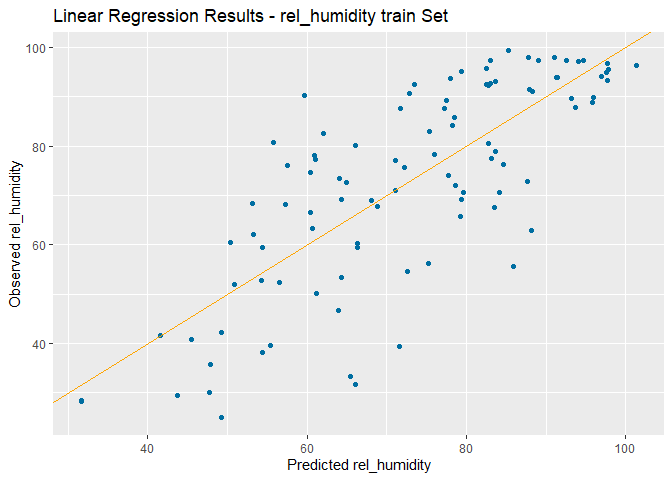 Linear Regression Results - rel_humidity train Set
100
80
60
40
Observed rel_humidity
40 60 80 100
Predicted rel_humidity